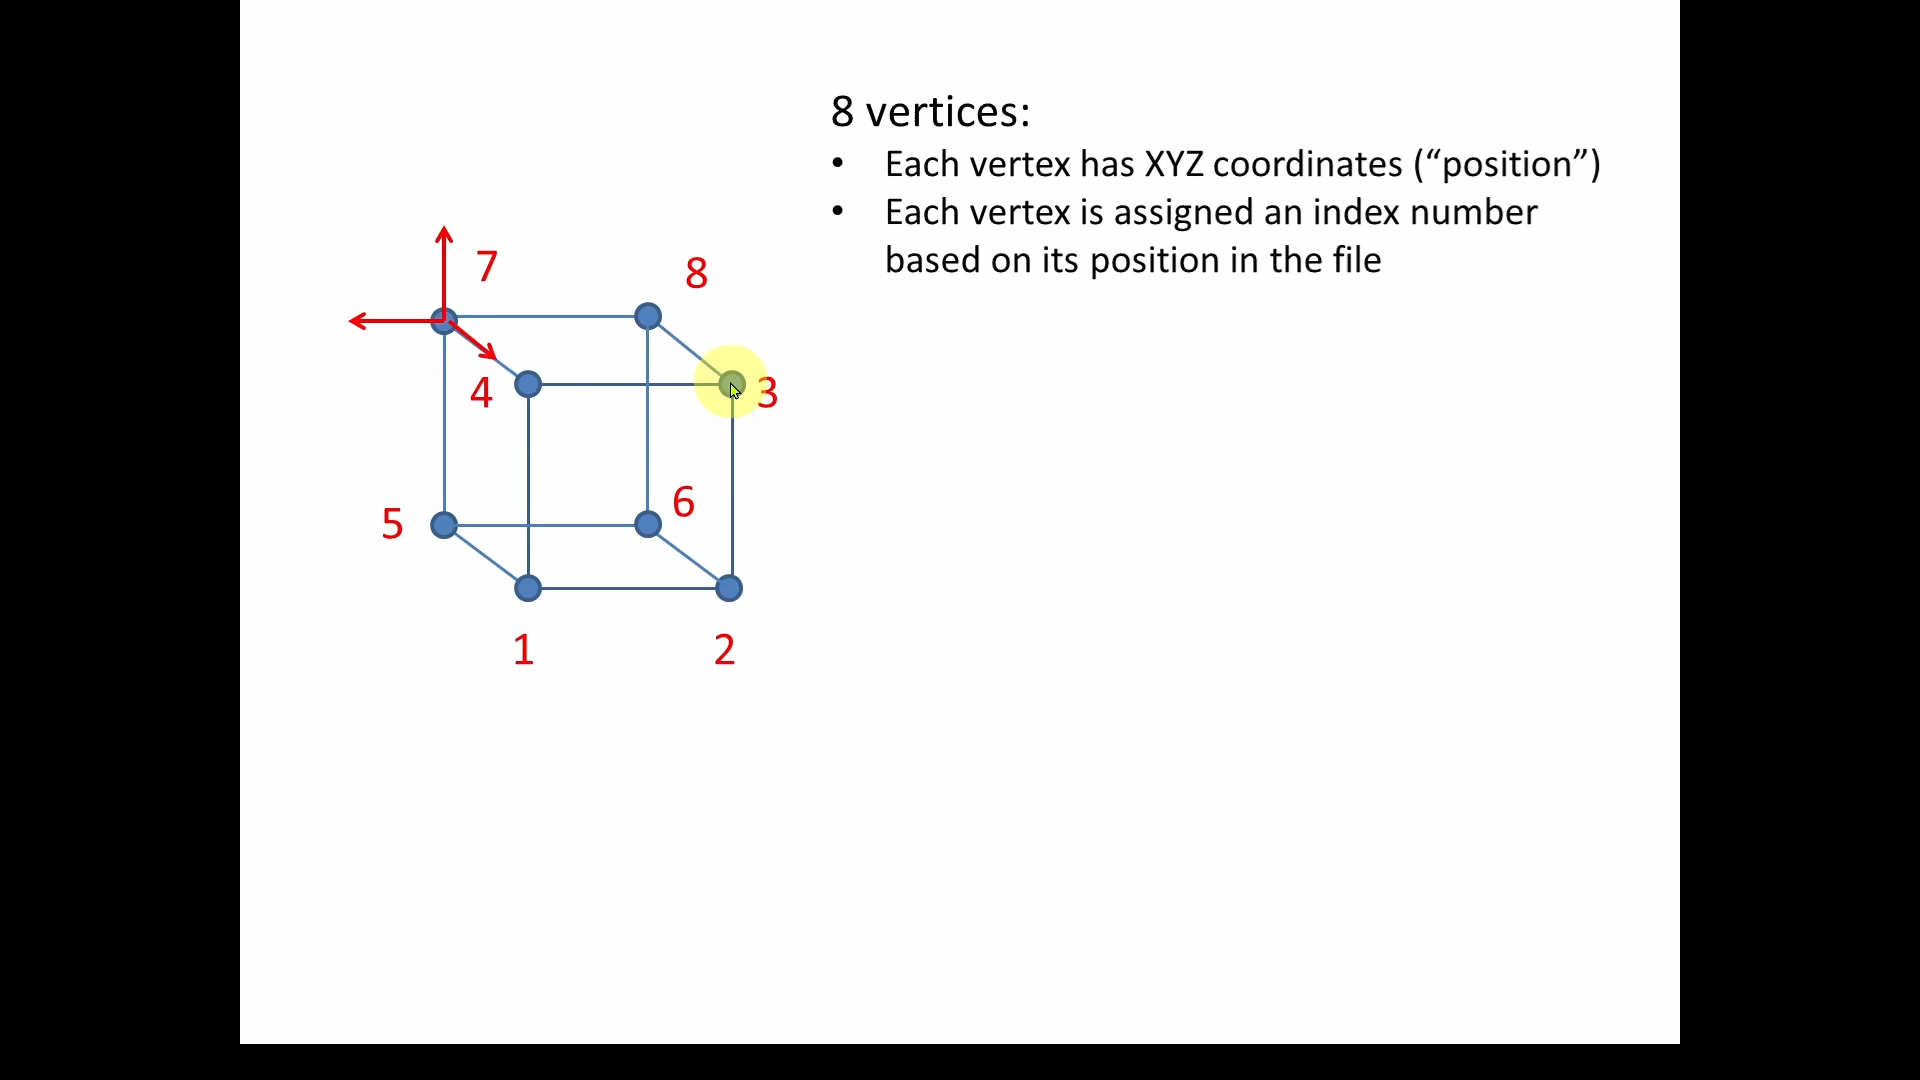 8 vertices:
• Each vertex has XYZ coordinates (“position”)
• Each vertex is assigned an index number
based on its position in the file
7
8
4
3
6
5
1
2